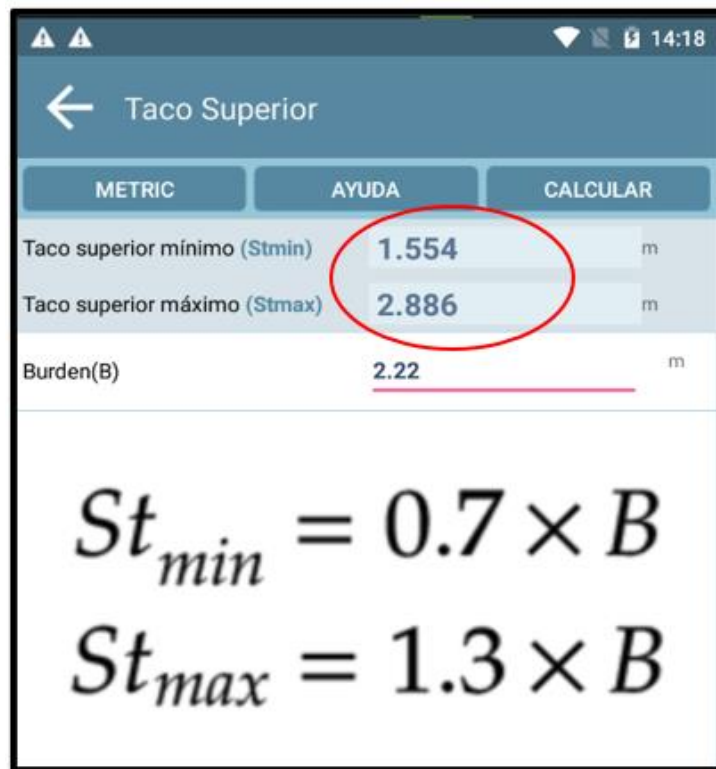 14:18
Taco Superior
METRIC AYUDA CALCULAR
Taco superior mínimo (Stmin) 1.554 m
Taco superior máximo (Stmax) 2.886 m
Burden(B) 2.22 m
St_min = 0.7 × B
St_max = 1.3 × B